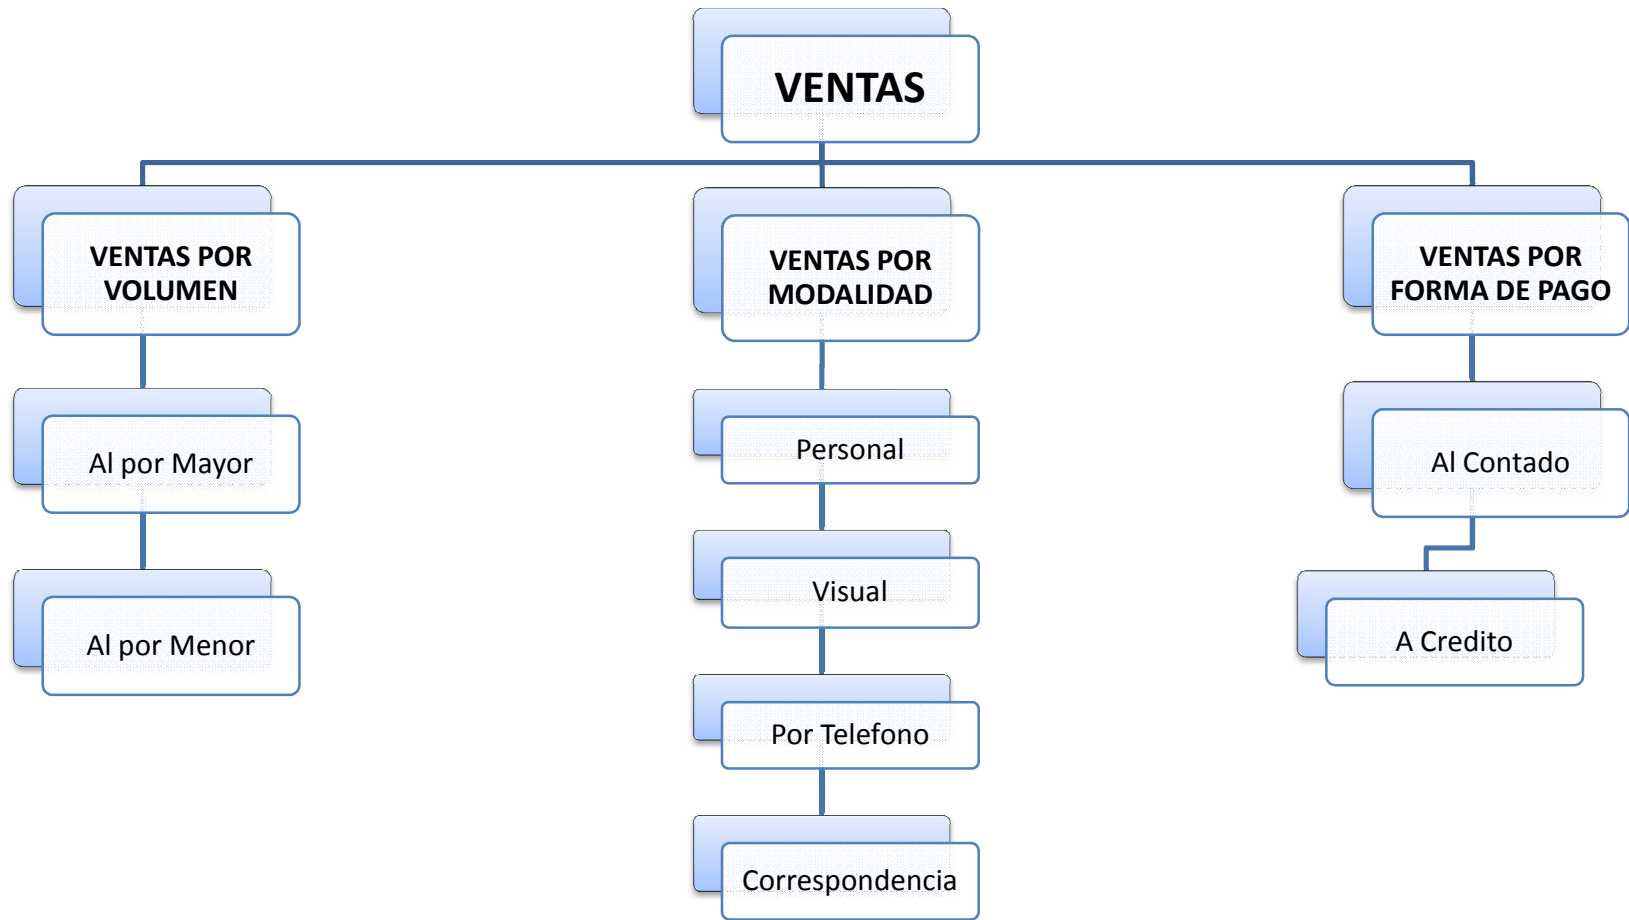 VENTAS
VENTAS POR
VOLUMEN
Al por Mayor
Al por Menor
VENTAS POR
MODALIDAD
Personal
Visual
Por Telefono
Correspondencia
VENTAS POR
FORMA DE PAGO
Al Contado
A Credito